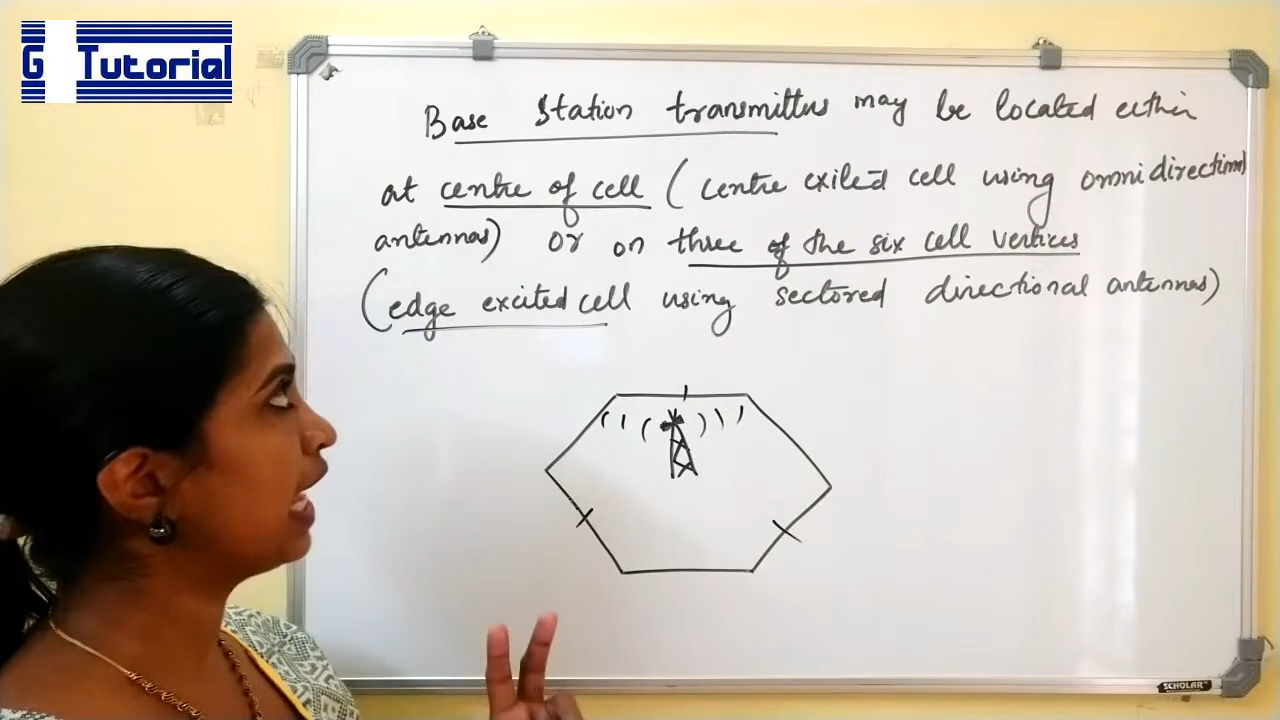 G Tutorial
Base Station transmitters may be located either
at centre of cell ( centre exited cell using omnidirectional
antennas) or on three of the six cell vertices
(edge excited cell using sectored directional antennas)
SCHOLAR